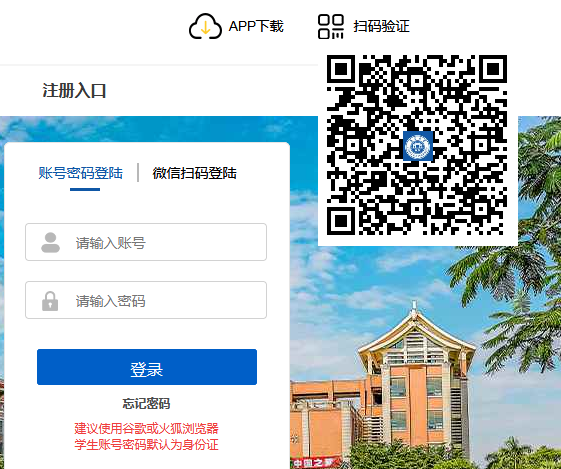 APP下载
扫码验证
注册入口
账号密码登陆
微信扫码登陆
请输入账号
请输入密码
登录
忘记密码
建议使用谷歌或火狐浏览器
学生账号密码默认为身份证
中国之